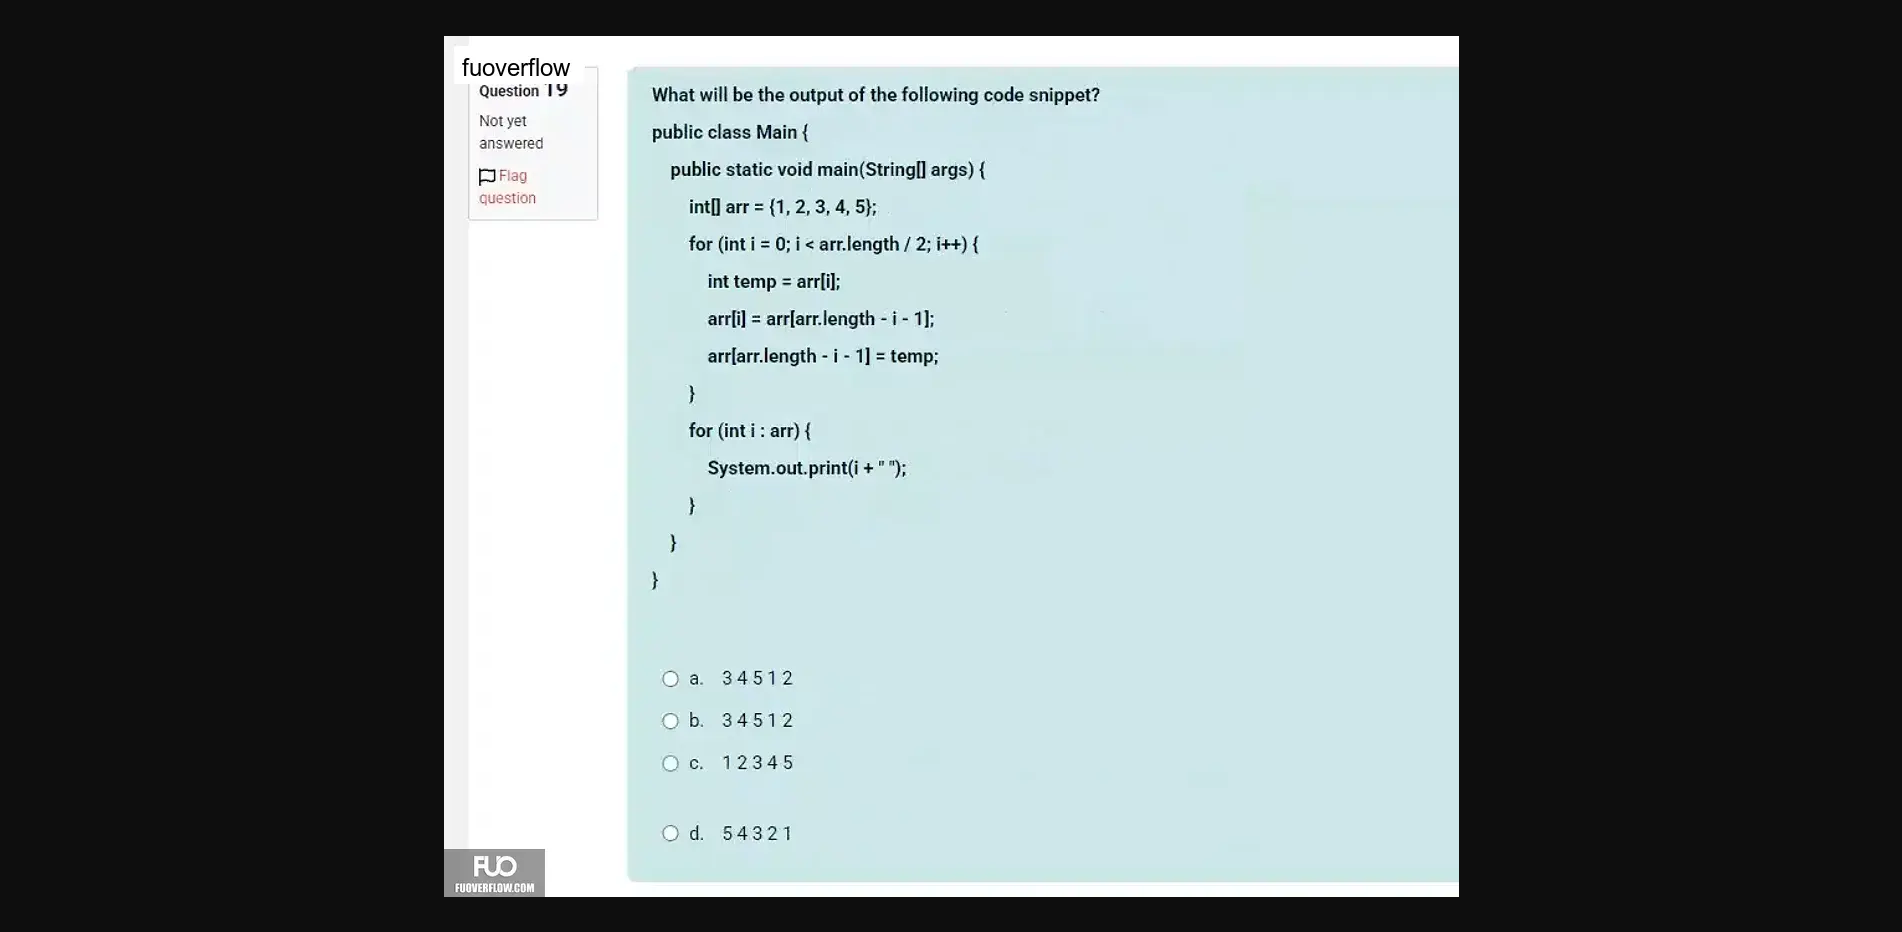 fuoverflow
Question 19
Not yet
answered
Flag
question
What will be the output of the following code snippet?
public class Main {
public static void main(String[] args) {
int[] arr = {1, 2, 3, 4, 5};
for (int i = 0; i < arr.length / 2; i++) {
int temp = arr[i];
arr[i] = arr[arr.length - i - 1];
arr[arr.length - i - 1] = temp;
}
for (int i : arr) {
System.out.print(i + " ");
}
}
}
a. 3 4 5 1 2
b. 3 4 5 1 2
c. 1 2 3 4 5
d. 5 4 3 2 1
FUO
FUOVERFLOW.COM